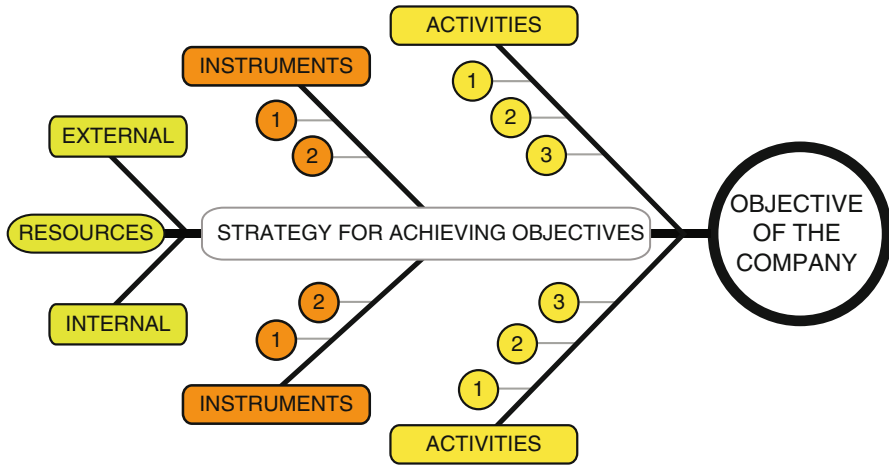 ACTIVITIES
INSTRUMENTS
1
2
1
2
3
EXTERNAL
RESOURCES
INTERNAL
STRATEGY FOR ACHIEVING OBJECTIVES
OBJECTIVE
OF THE
COMPANY
2
1
INSTRUMENTS
3
2
1
ACTIVITIES